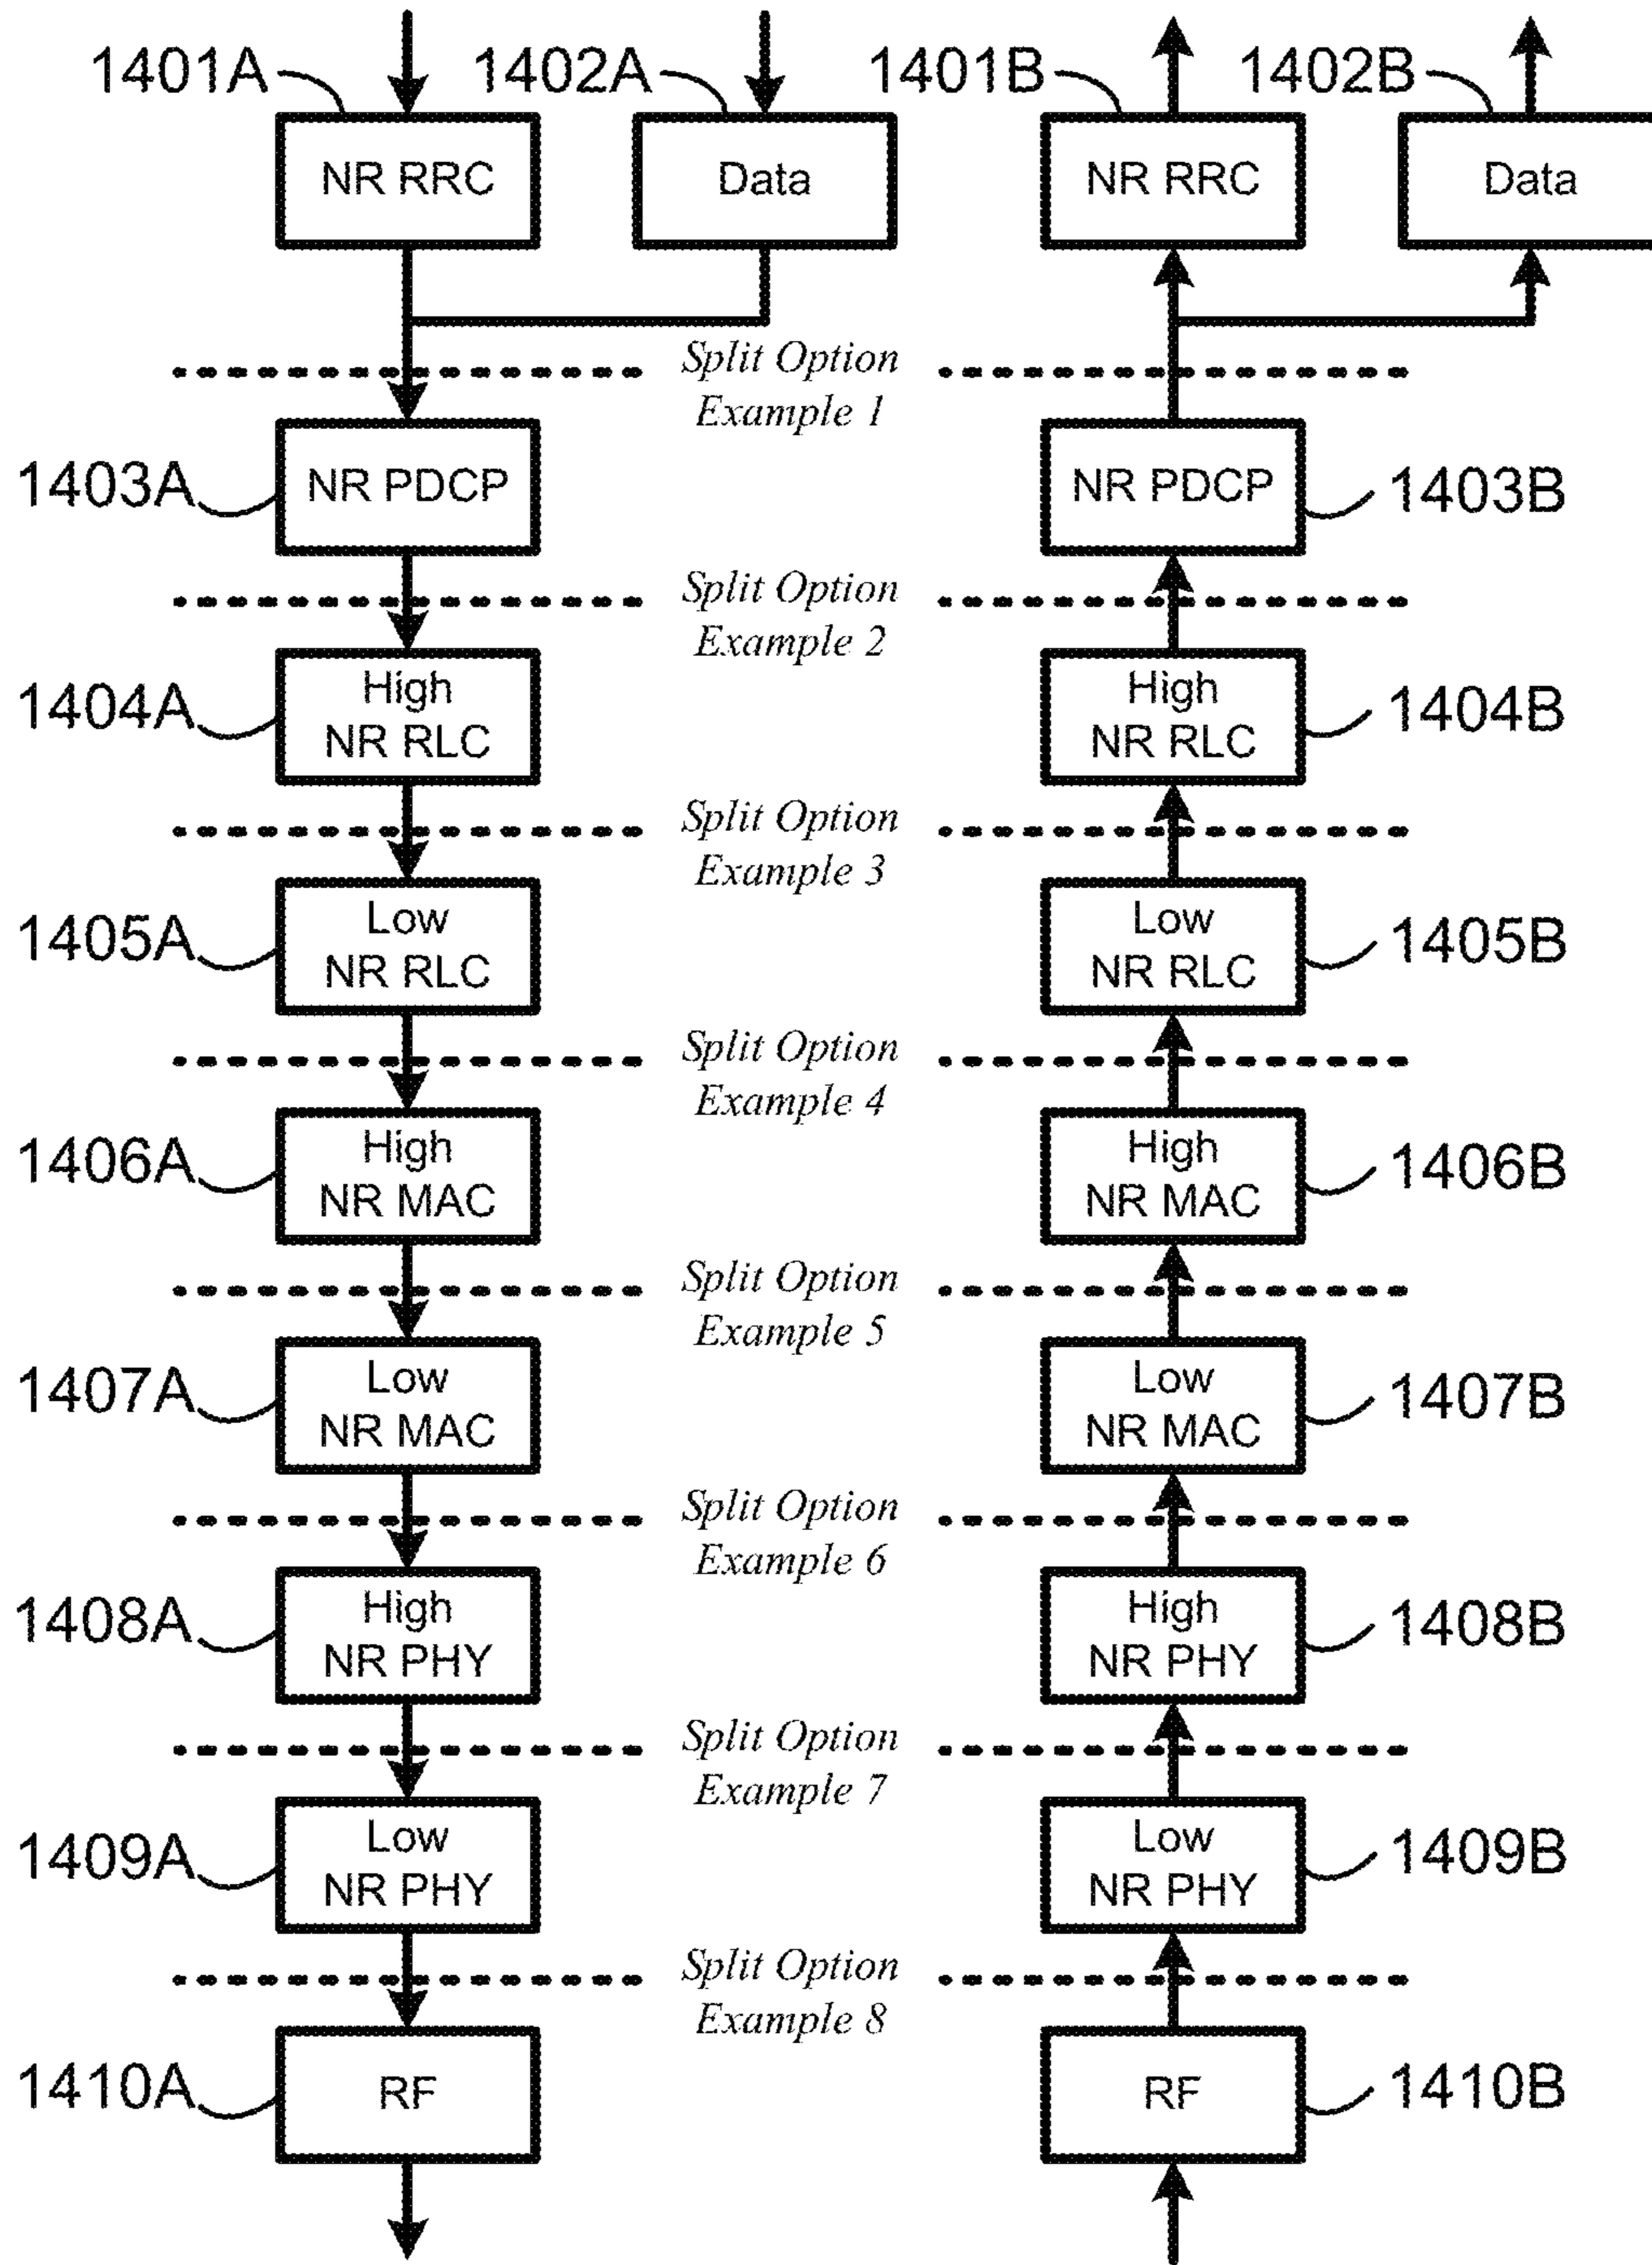 1401A
1402A
1401B
1402B
NR RRC
Data
NR RRC
Data
Split Option
Example 1
1403A
NR PDCP
NR PDCP
1403B
Split Option
Example 2
1404A
High
NR RLC
High
NR RLC
1404B
Split Option
Example 3
1405A
Low
NR RLC
Low
NR RLC
1405B
Split Option
Example 4
1406A
High
NR MAC
High
NR MAC
1406B
Split Option
Example 5
1407A
Low
NR MAC
Low
NR MAC
1407B
Split Option
Example 6
1408A
High
NR PHY
High
NR PHY
1408B
Split Option
Example 7
1409A
Low
NR PHY
Low
NR PHY
1409B
Split Option
Example 8
1410A
RF
RF
1410B